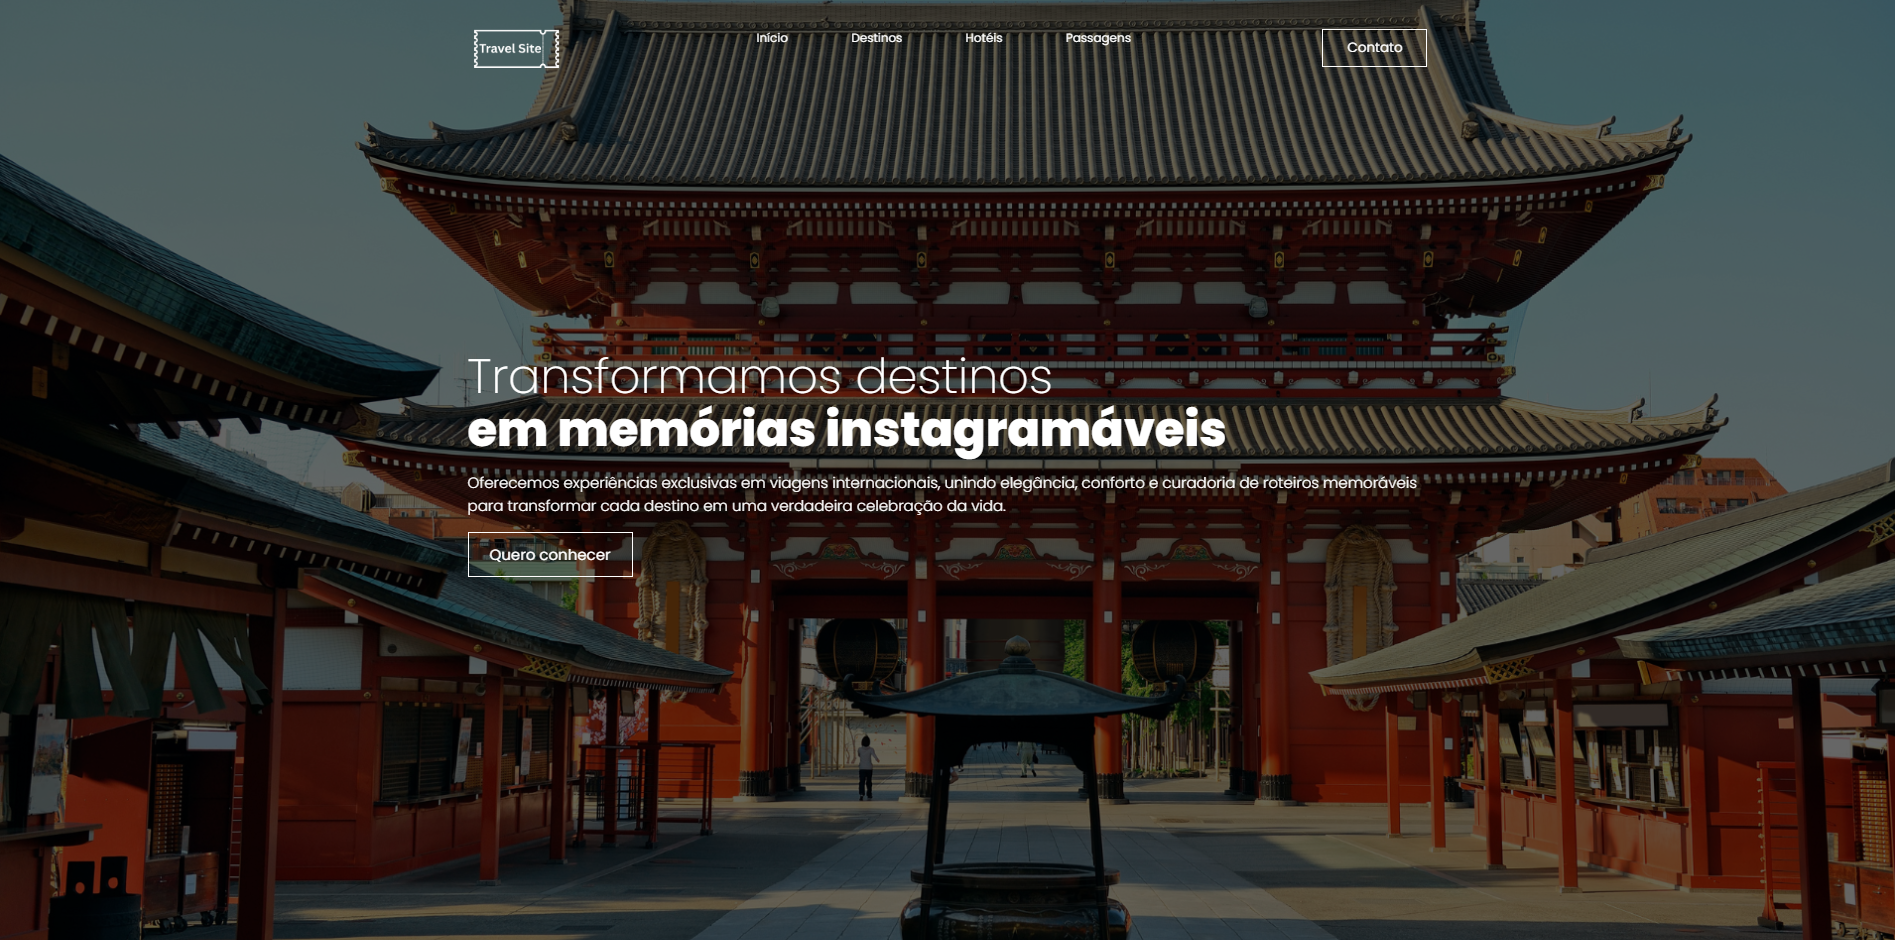 Travel Site
Início
Destinos
Hotéis
Passagens
Contato
Transformamos destinos
em memórias instagramáveis
Oferecemos experiências exclusivas em viagens internacionais, unindo elegância, conforto e curadoria de roteiros memoráveis
para transformar cada destino em uma verdadeira celebração da vida.
Quero conhecer